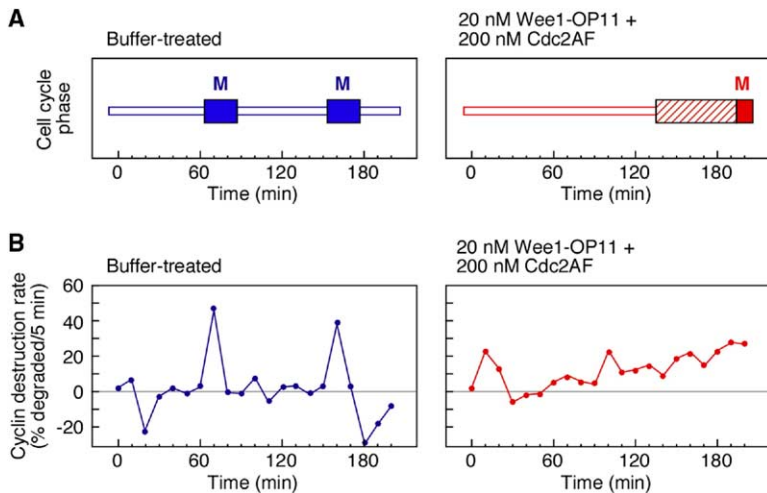 A
Buffer-treated
20 nM Wee1-OP11 +
200 nM Cdc2AF
Cell cycle
phase
M
M
M
0
60
120
180
Time (min)
0
60
120
180
Time (min)
B
Buffer-treated
20 nM Wee1-OP11 +
200 nM Cdc2AF
Cyclin destruction rate
(% degraded/5 min)
60
40
20
0
-20
0
60
120
180
Time (min)
0
60
120
180
Time (min)